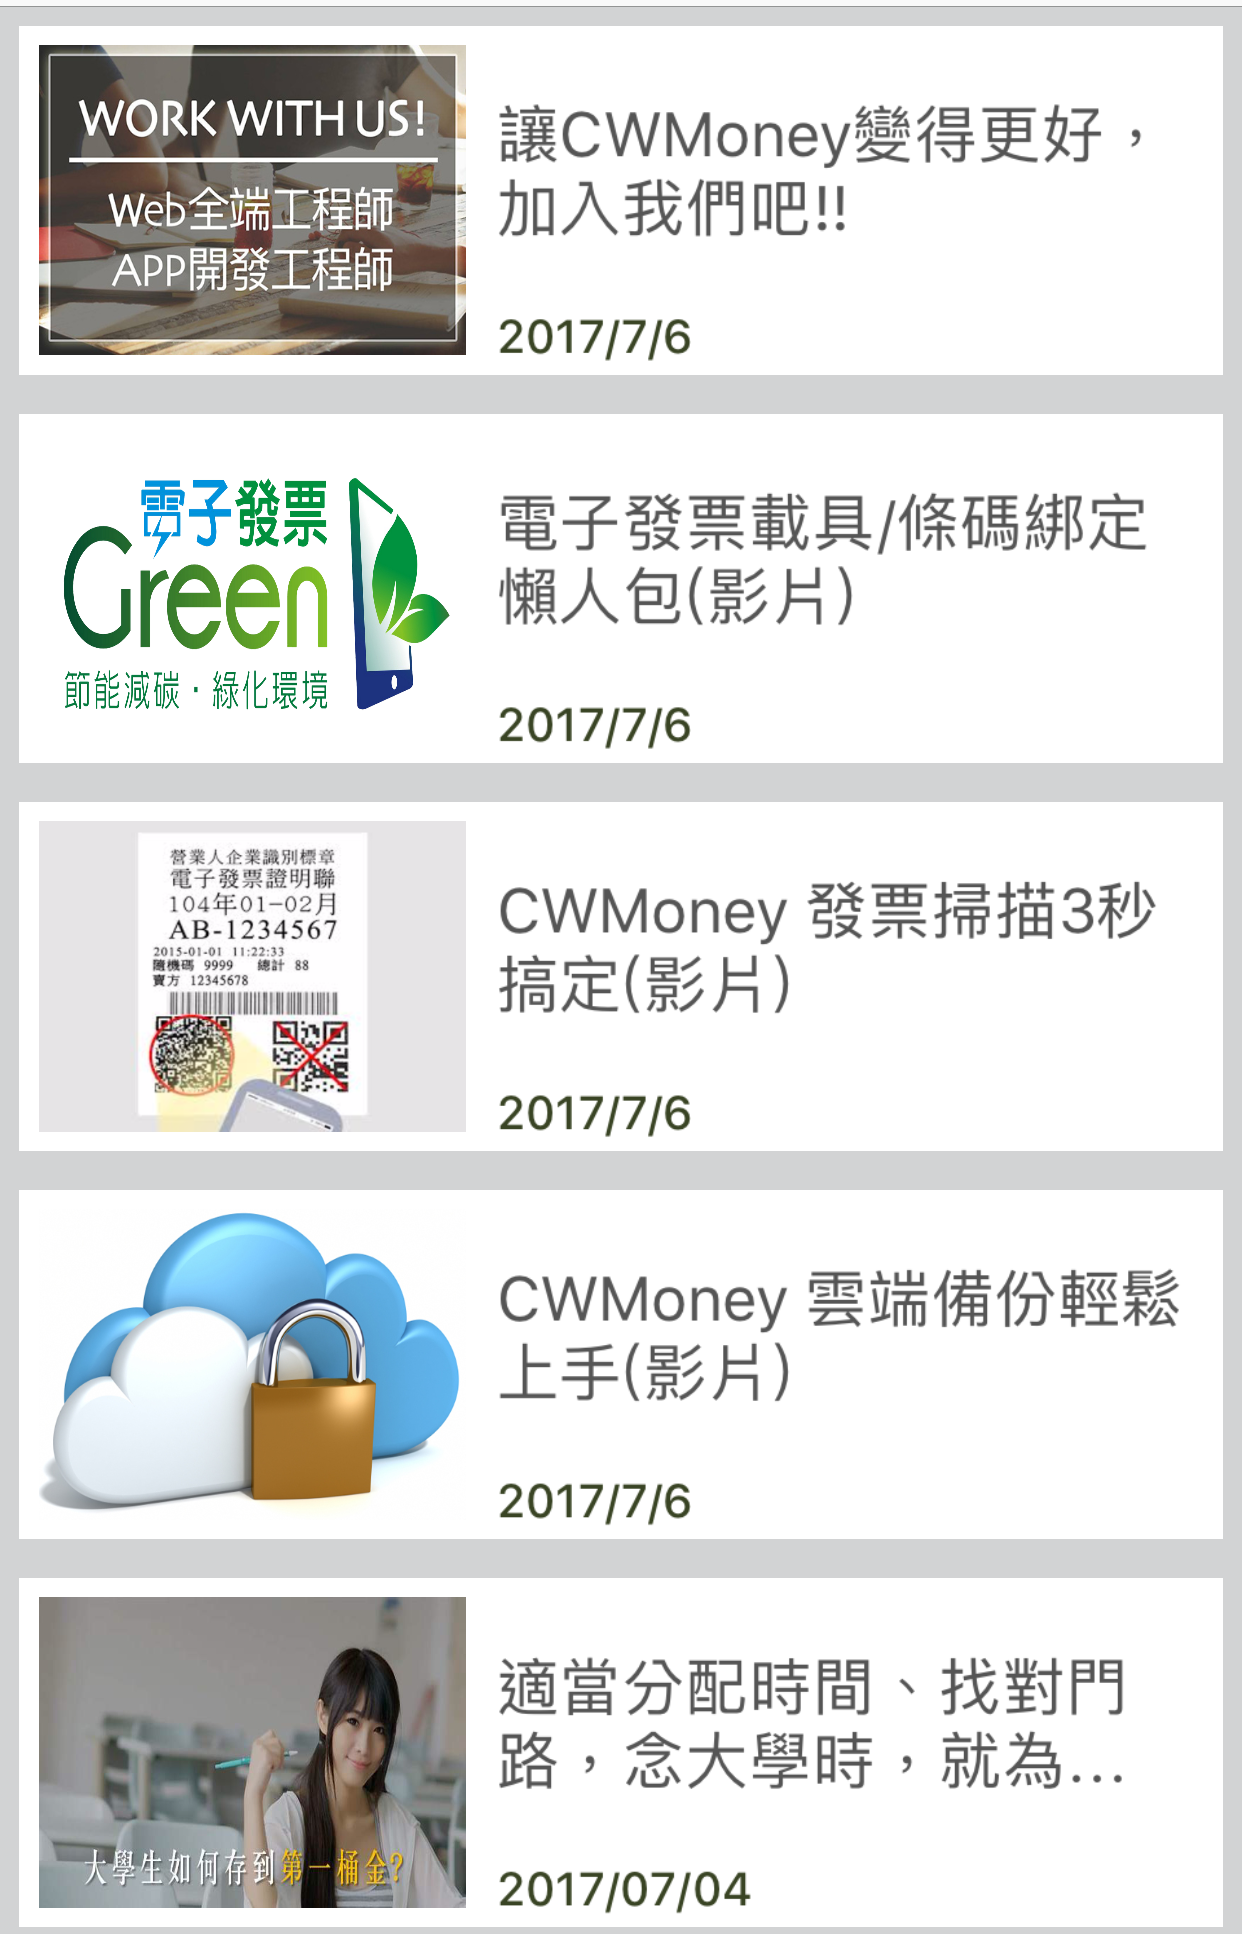 WORK WITH US!
Web全端工程師
APP開發工程師
讓CWMoney變得更好，
加入我們吧!!
2017/7/6
電子發票
Green
節能減碳·綠化環境
電子發票載具/條碼綁定
懶人包(影片)
2017/7/6
營業人企業識別標章
電子發票證明聯
104年01-02月
AB-1234567
2015-01-01 11:22:33
隨機碼 9999 總計 88
賣方 12345678
CWMoney 發票掃描3秒
搞定(影片)
2017/7/6
CWMoney 雲端備份輕鬆
上手(影片)
2017/7/6
大學生如何存到第一桶金?
適當分配時間、找對門
路，念大學時，就為...
2017/07/04